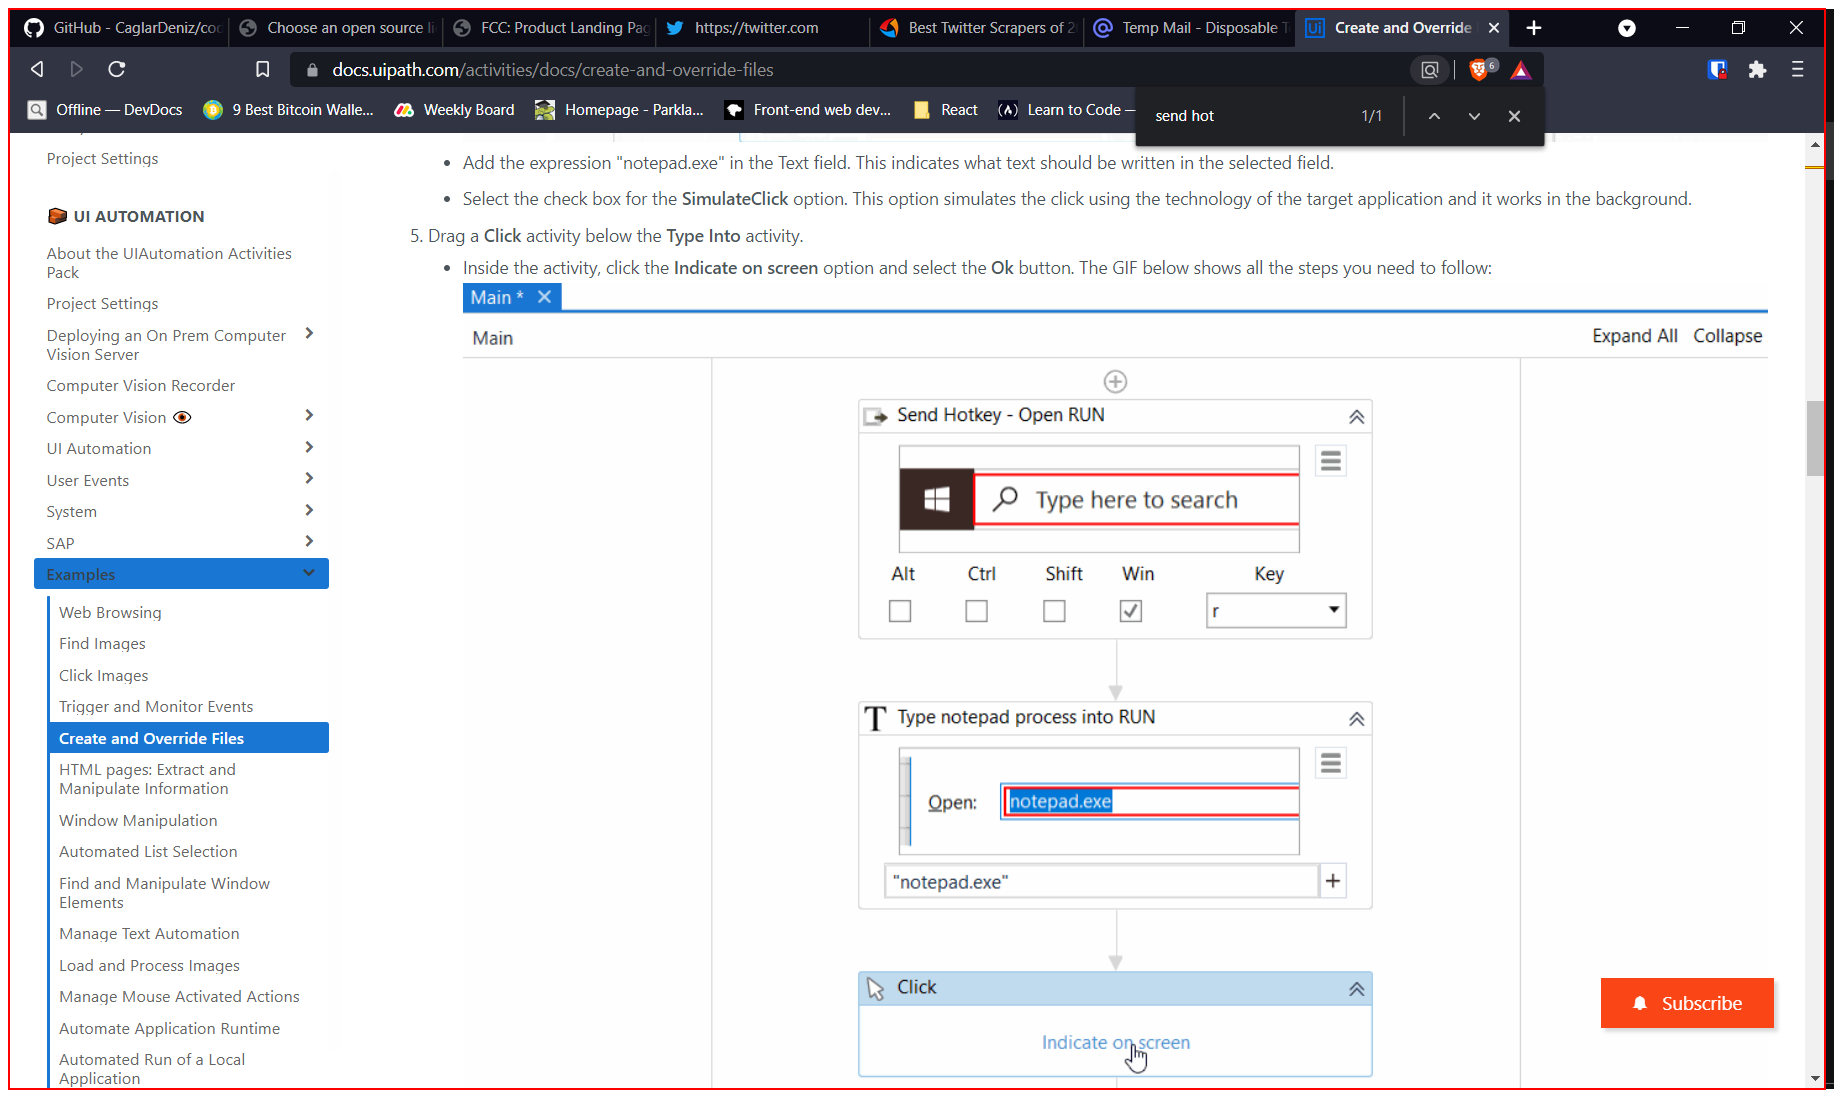 GitHub - CaglarDeniz/coo
Choose an open source li
FCC: Product Landing Pag
https://twitter.com
Best Twitter Scrapers of 2
Temp Mail - Disposable T
Create and Override
docs.uipath.com/activities/docs/create-and-override-files
6
Offline — DevDocs
9 Best Bitcoin Walle...
Weekly Board
Homepage - Parkla...
Front-end web dev...
React
Learn to Code —
send hot
1/1
Project Settings
UI AUTOMATION
About the UIAutomation Activities
Pack
Project Settings
Deploying an On Prem Computer
Vision Server
Computer Vision Recorder
Computer Vision
UI Automation
User Events
System
SAP
Examples
Web Browsing
Find Images
Click Images
Trigger and Monitor Events
Create and Override Files
HTML pages: Extract and
Manipulate Information
Window Manipulation
Automated List Selection
Find and Manipulate Window
Elements
Manage Text Automation
Load and Process Images
Manage Mouse Activated Actions
Automate Application Runtime
Automated Run of a Local
Application
• Add the expression "notepad.exe" in the Text field. This indicates what text should be written in the selected field.
• Select the check box for the SimulateClick option. This option simulates the click using the technology of the target application and it works in the background.
5. Drag a Click activity below the Type Into activity.
• Inside the activity, click the Indicate on screen option and select the Ok button. The GIF below shows all the steps you need to follow:
Main *
Main
Expand All Collapse
Send Hotkey - Open RUN
Type here to search
Alt Ctrl Shift Win Key
r
Type notepad process into RUN
Open: notepad.exe
"notepad.exe"
Click
Indicate on screen
Subscribe